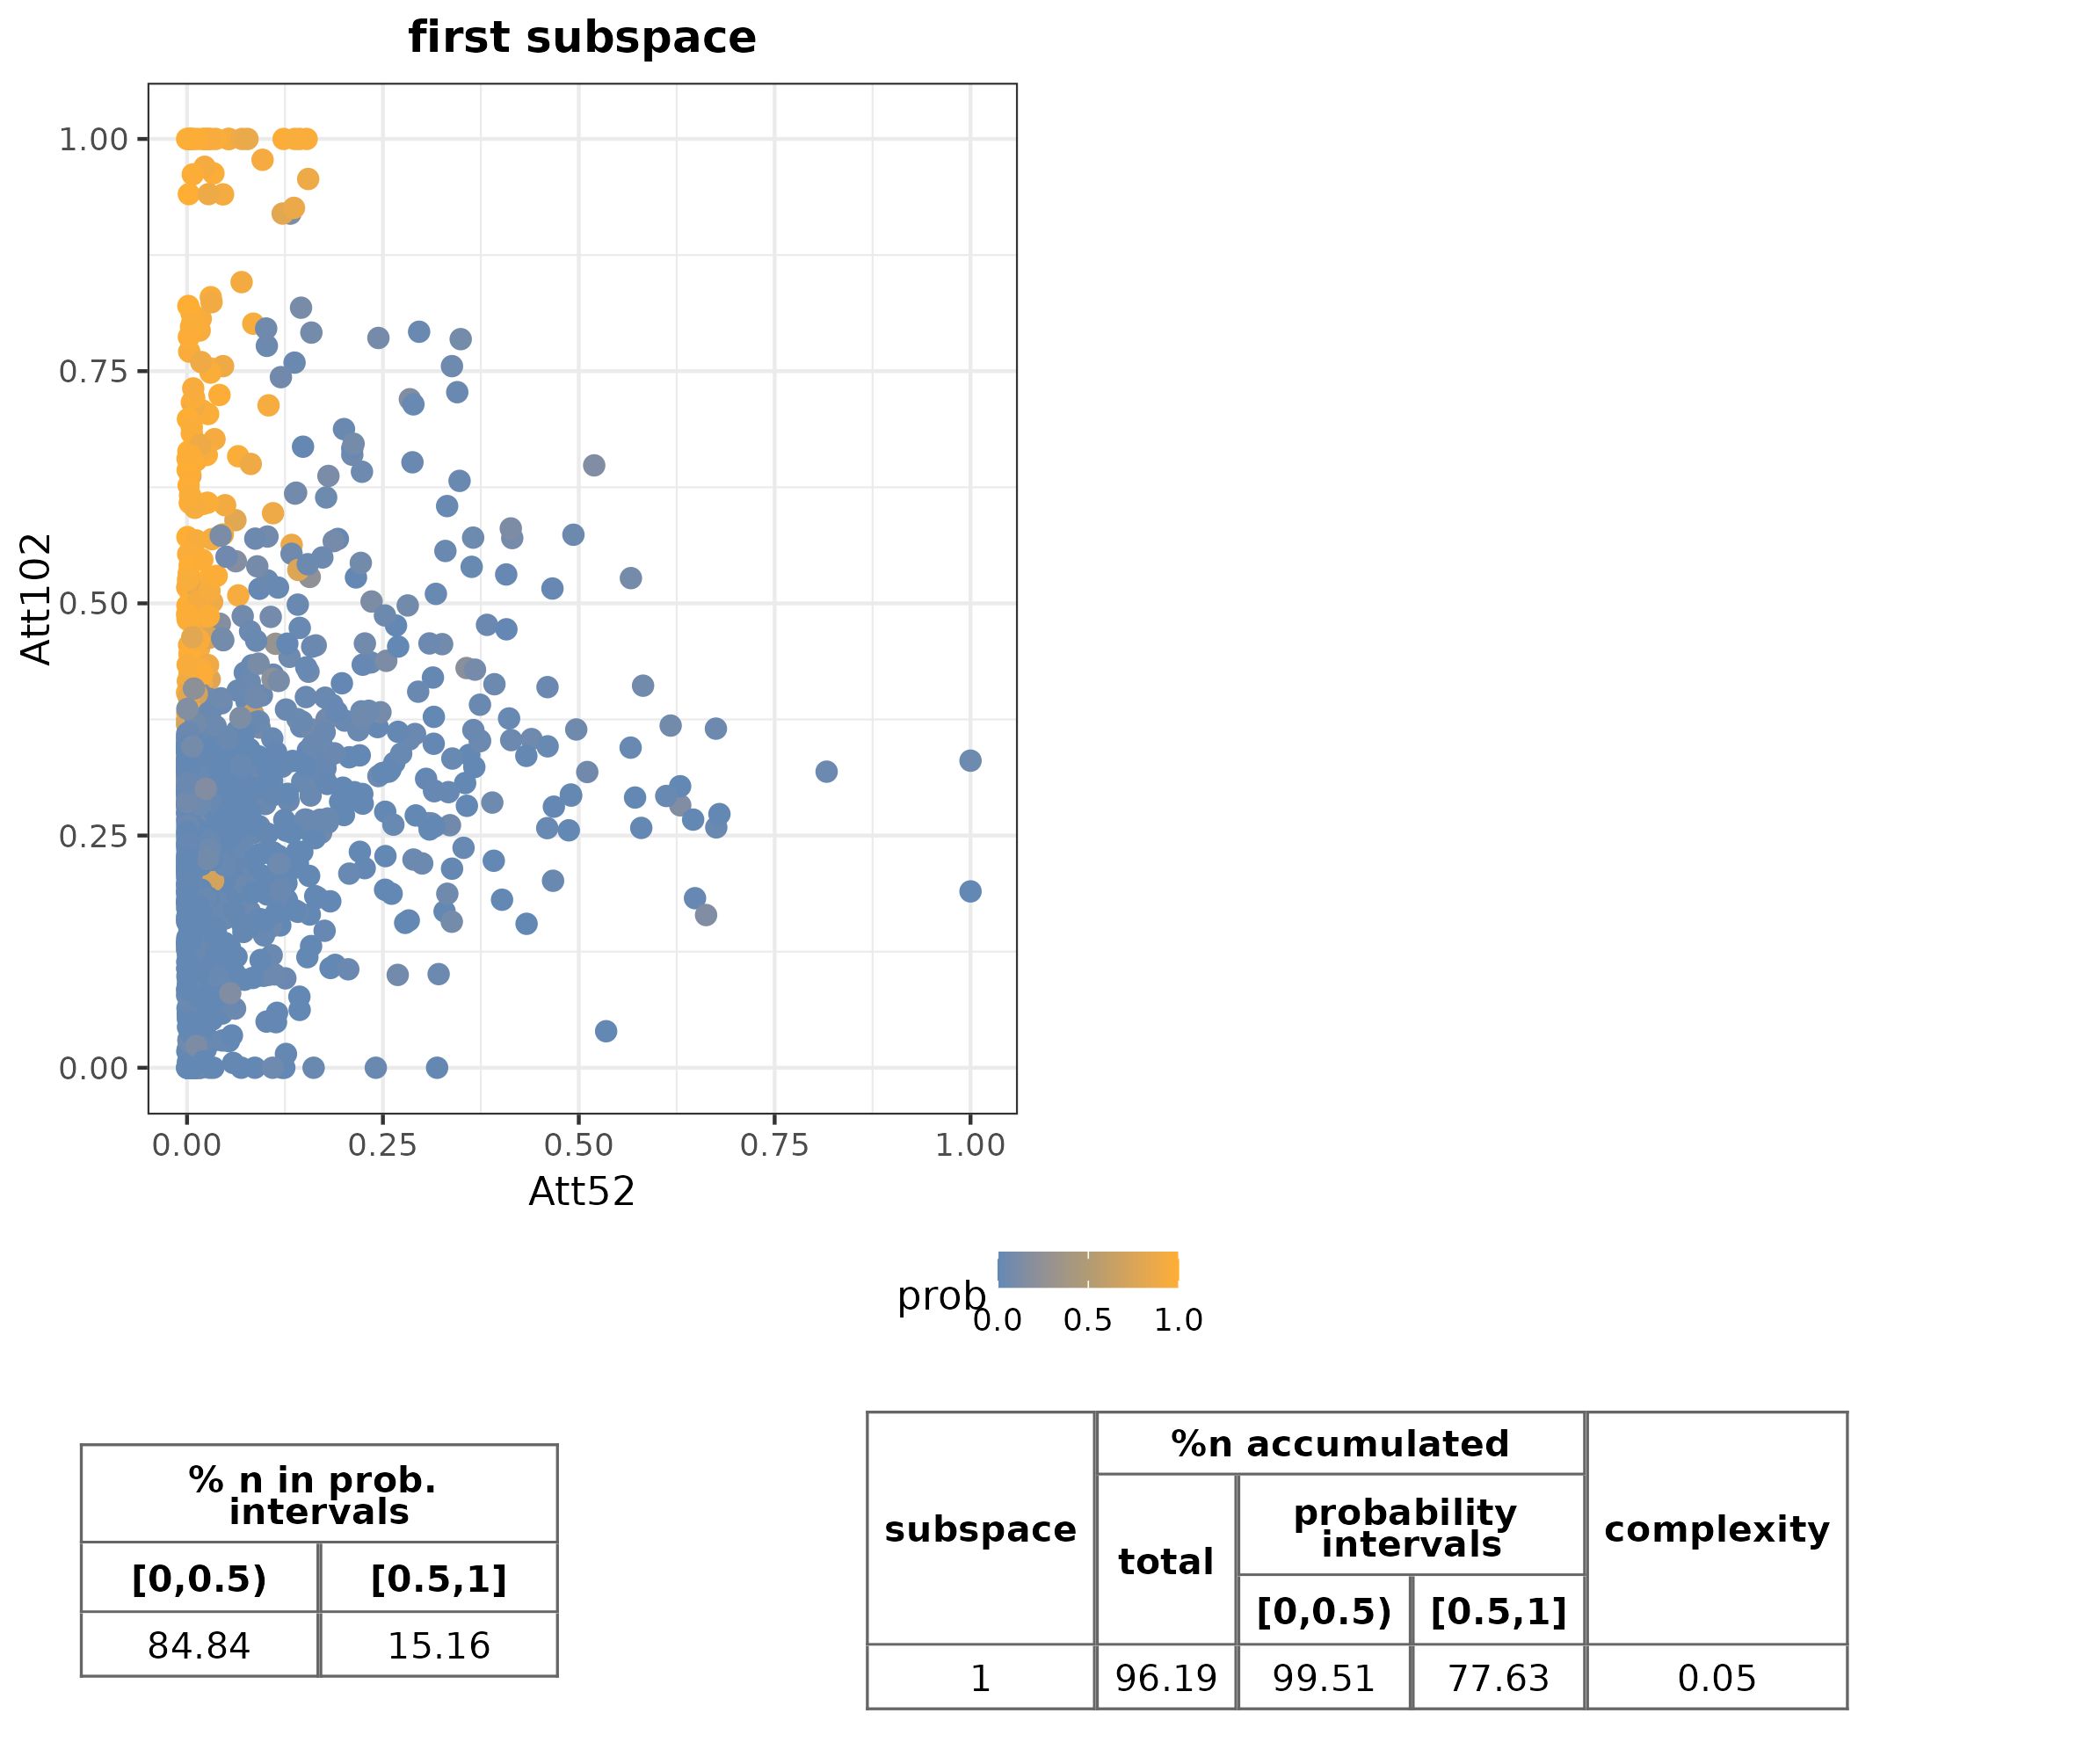 first subspace
1.00
0.75
0.50
0.25
0.00
Att102
0.00 0.25 0.50 0.75 1.00
Att52
prob
0.0 0.5 1.0
% n in prob.
intervals
[0,0.5) [0.5,1]
84.84 15.16
%n accumulated
subspace
total
probability
intervals
complexity
[0,0.5) [0.5,1]
1 96.19 99.51 77.63 0.05